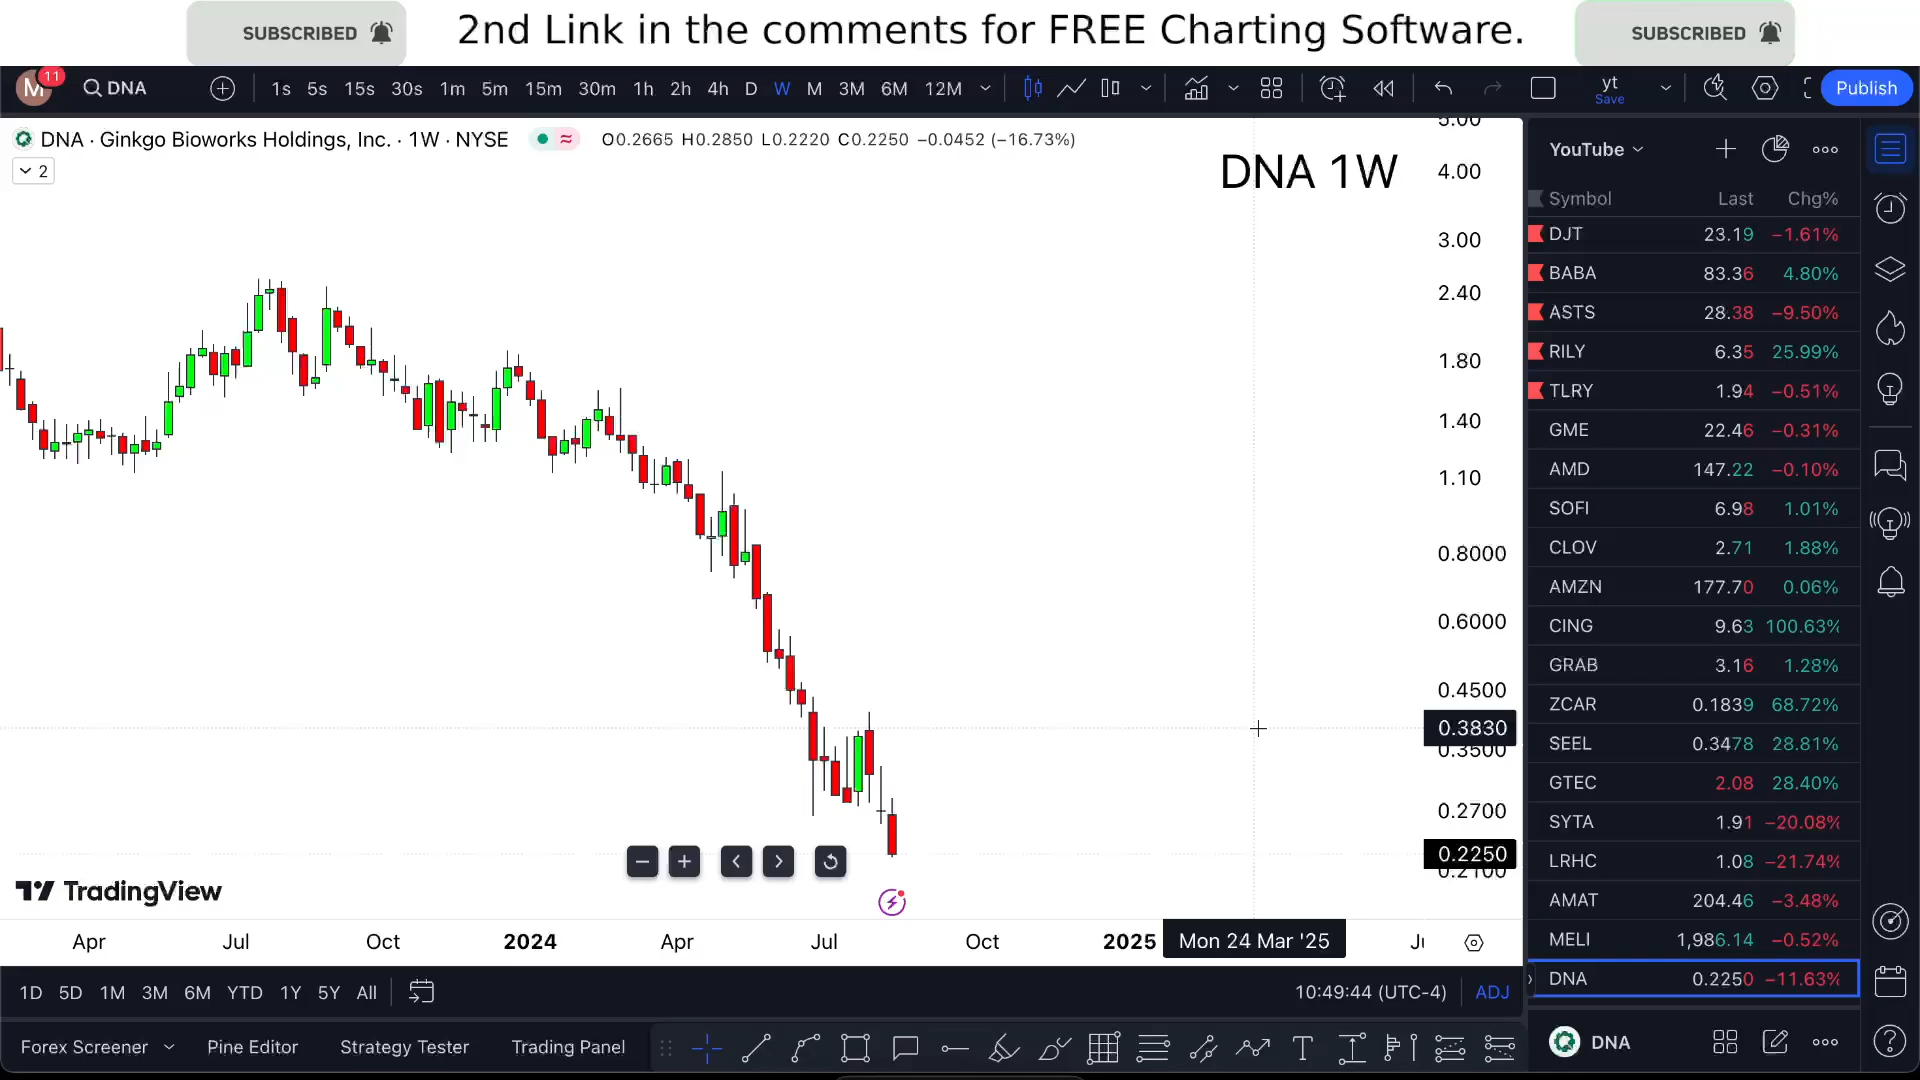 SUBSCRIBED
2nd Link in the comments for FREE Charting Software.
SUBSCRIBED
M 11 DNA 1s 5s 15s 30s 1m 5m 15m 30m 1h 2h 4h D W M 3M 6M 12M yt Save Publish
DNA · Ginkgo Bioworks Holdings, Inc. · 1W · NYSE O0.2665 H0.2850 L0.2220 C0.2250 −0.0452 (−16.73%)
2
DNA 1W
5.00
4.00
3.00
2.40
1.80
1.40
1.10
0.8000
0.6000
0.4500
0.3830
0.3500
0.2700
0.2250
0.2100
TradingView
Apr Jul Oct 2024 Apr Jul Oct 2025 Mon 24 Mar '25
1D 5D 1M 3M 6M YTD 1Y 5Y All 10:49:44 (UTC-4) ADJ
Forex Screener Pine Editor Strategy Tester Trading Panel
YouTube
Symbol Last Chg%
DJT 23.19 −1.61%
BABA 83.36 4.80%
ASTS 28.38 −9.50%
RILY 6.35 25.99%
TLRY 1.94 −0.51%
GME 22.46 −0.31%
AMD 147.22 −0.10%
SOFI 6.98 1.01%
CLOV 2.71 1.88%
AMZN 177.70 0.06%
CING 9.63 100.63%
GRAB 3.16 1.28%
ZCAR 0.1839 68.72%
SEEL 0.3478 28.81%
GTEC 2.08 28.40%
SYTA 1.91 −20.08%
LRHC 1.08 −21.74%
AMAT 204.46 −3.48%
MELI 1,986.14 −0.52%
DNA 0.2250 −11.63%
DNA